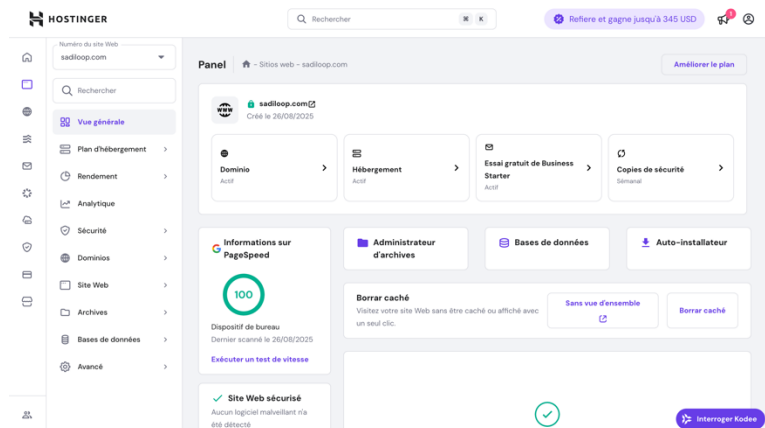 HOSTINGER
Rechercher
⌘ K
Refiere et gagne jusqu'à 345 USD
1
Numéro du site Web
sadiloop.com
Rechercher
Vue générale
Plan d'hébergement
Rendement
Analytique
Sécurité
Dominios
Site Web
Archives
Bases de données
Avancé
Panel
- Sitios web - sadiloop.com
Améliorer le plan
WWW
sadiloop.com
Créé le 26/08/2025
Dominio
Actif
Hébergement
Actif
Essai gratuit de Business
Starter
Actif
Copies de sécurité
Sémanal
Informations sur
PageSpeed
100
Dispositif de bureau
Dernier scanné le 26/08/2025
Exécuter un test de vitesse
Administrateur
d'archives
Bases de données
Auto-installateur
Borrar caché
Visitez votre site Web sans être caché ou affiché avec
un seul clic.
Sans vue d'ensemble
Borrar caché
Site Web sécurisé
Aucun logiciel malveillant n'a
été détecté
Interroger Kodee